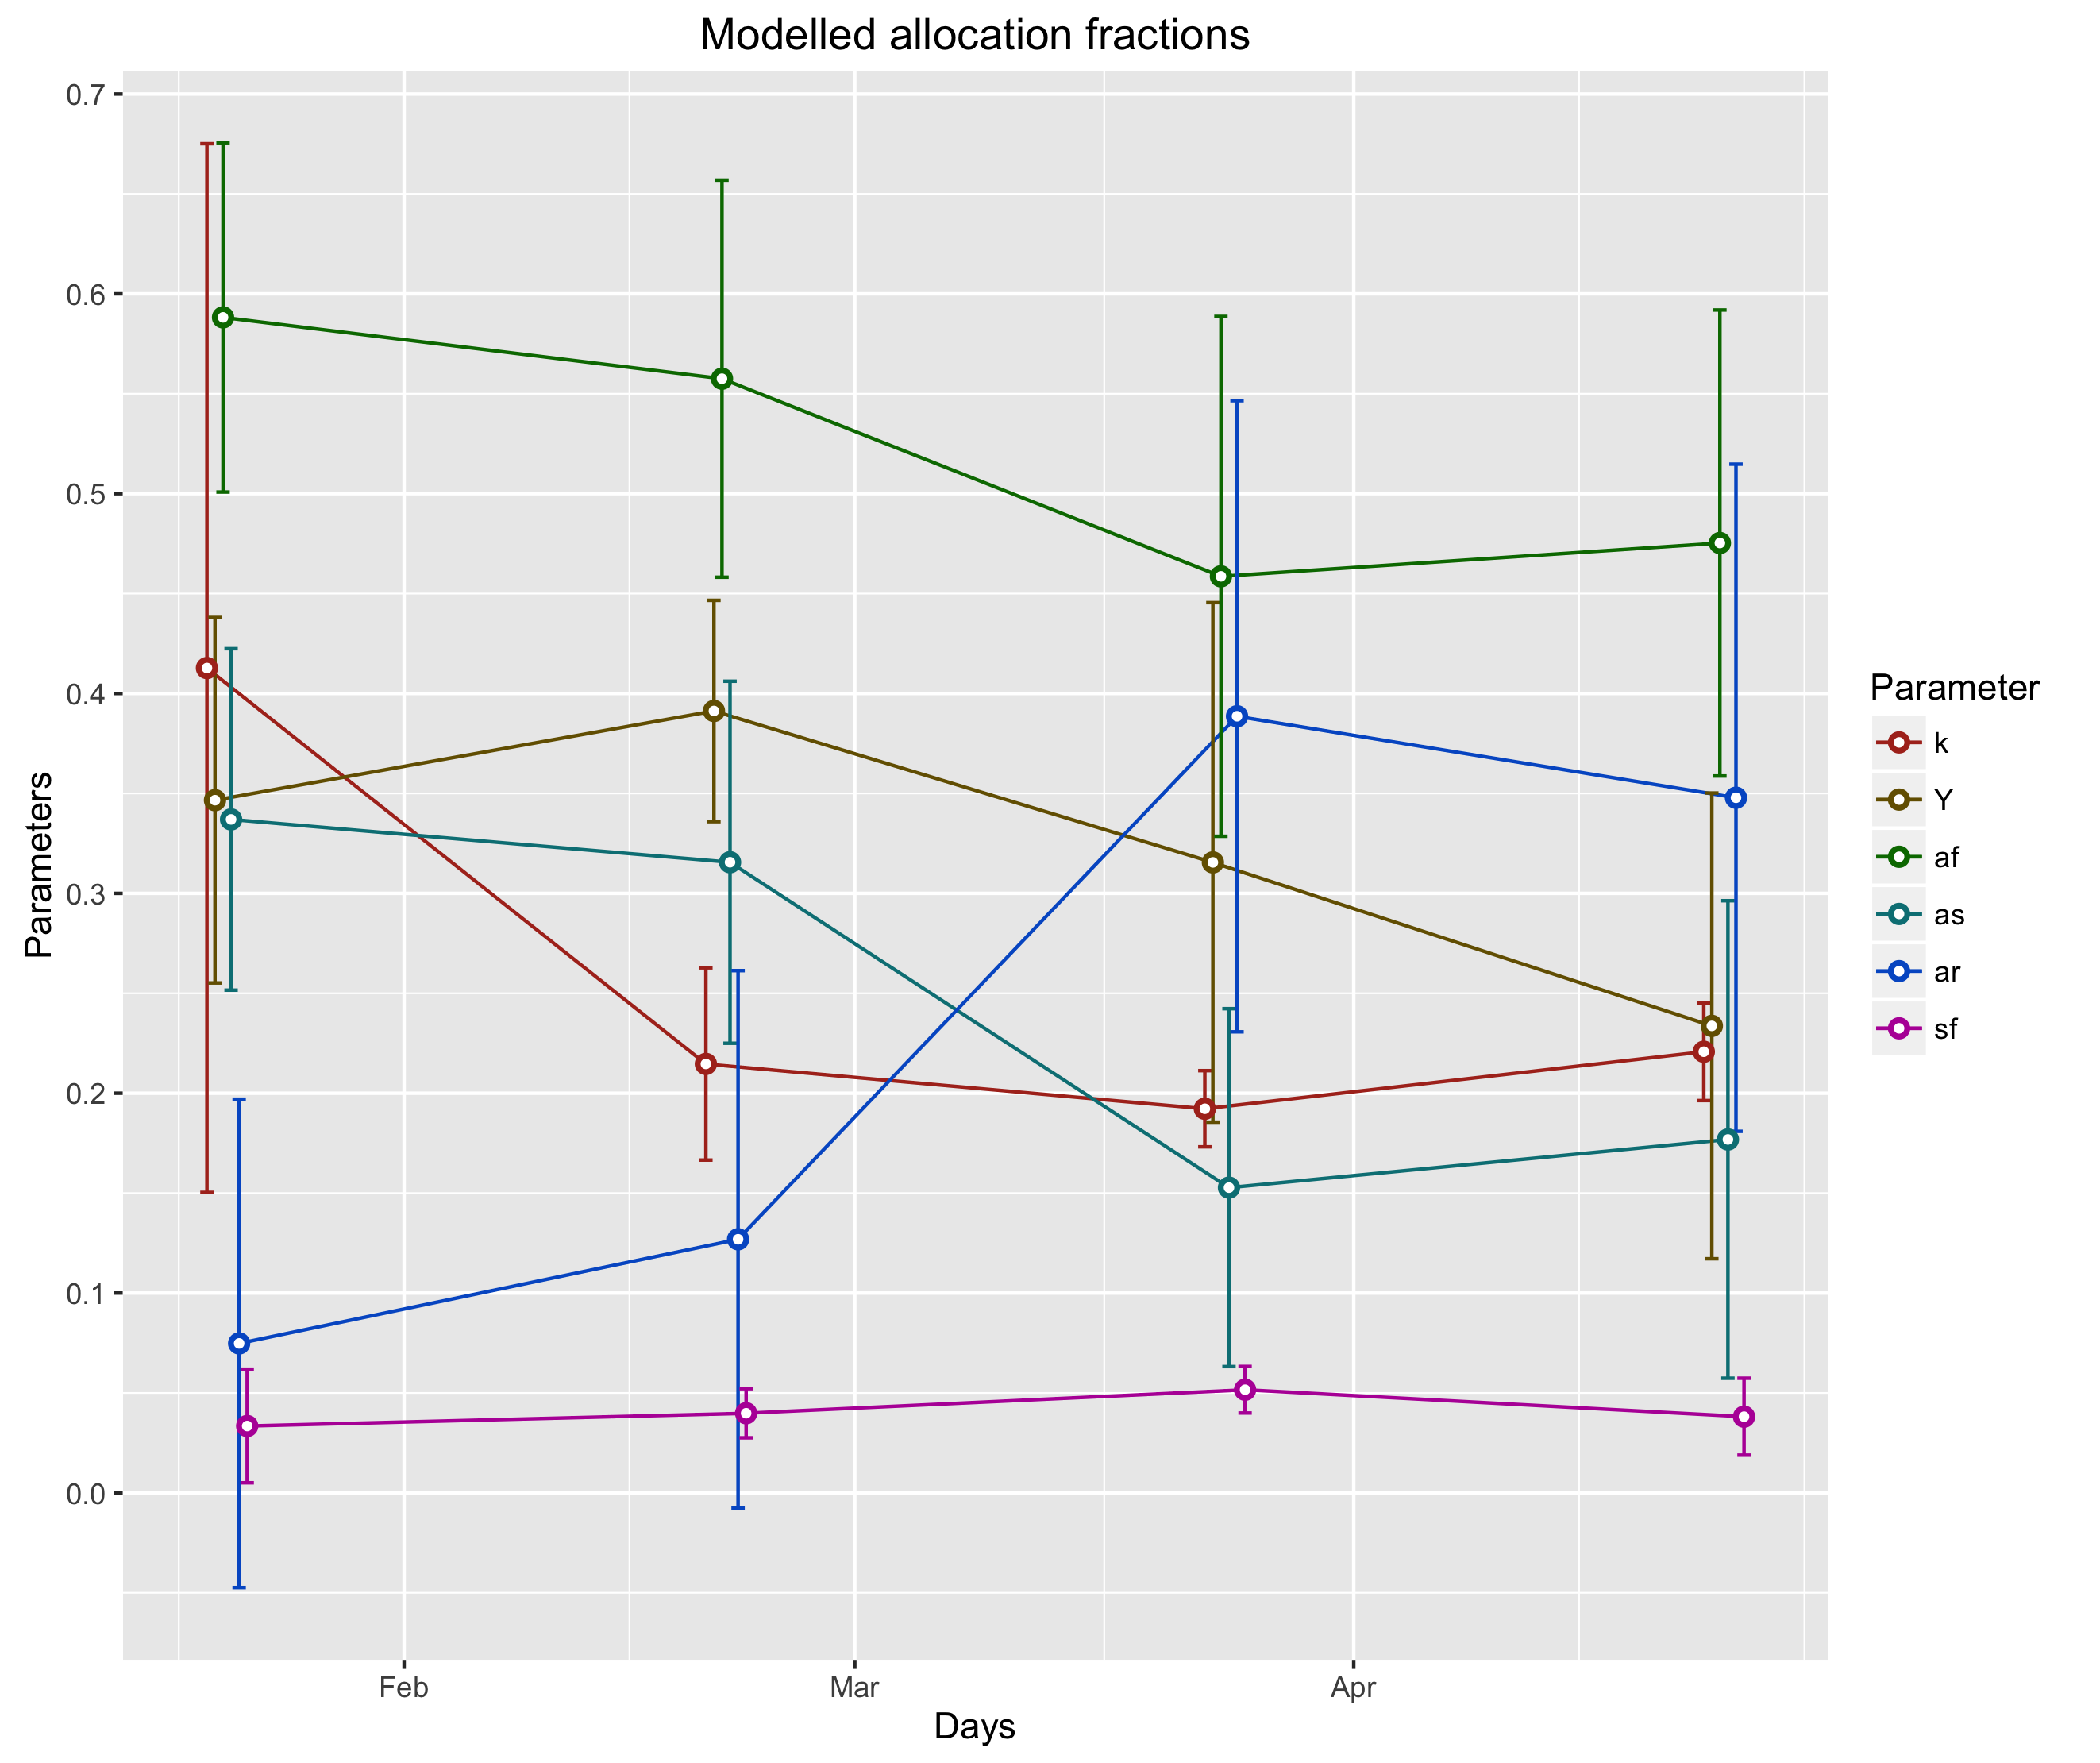 Modelled allocation fractions
0.7
0.6
0.5
0.4
0.3
0.2
0.1
0.0
Parameters
Feb Mar Apr
Days
Parameter
k
Y
af
as
ar
sf